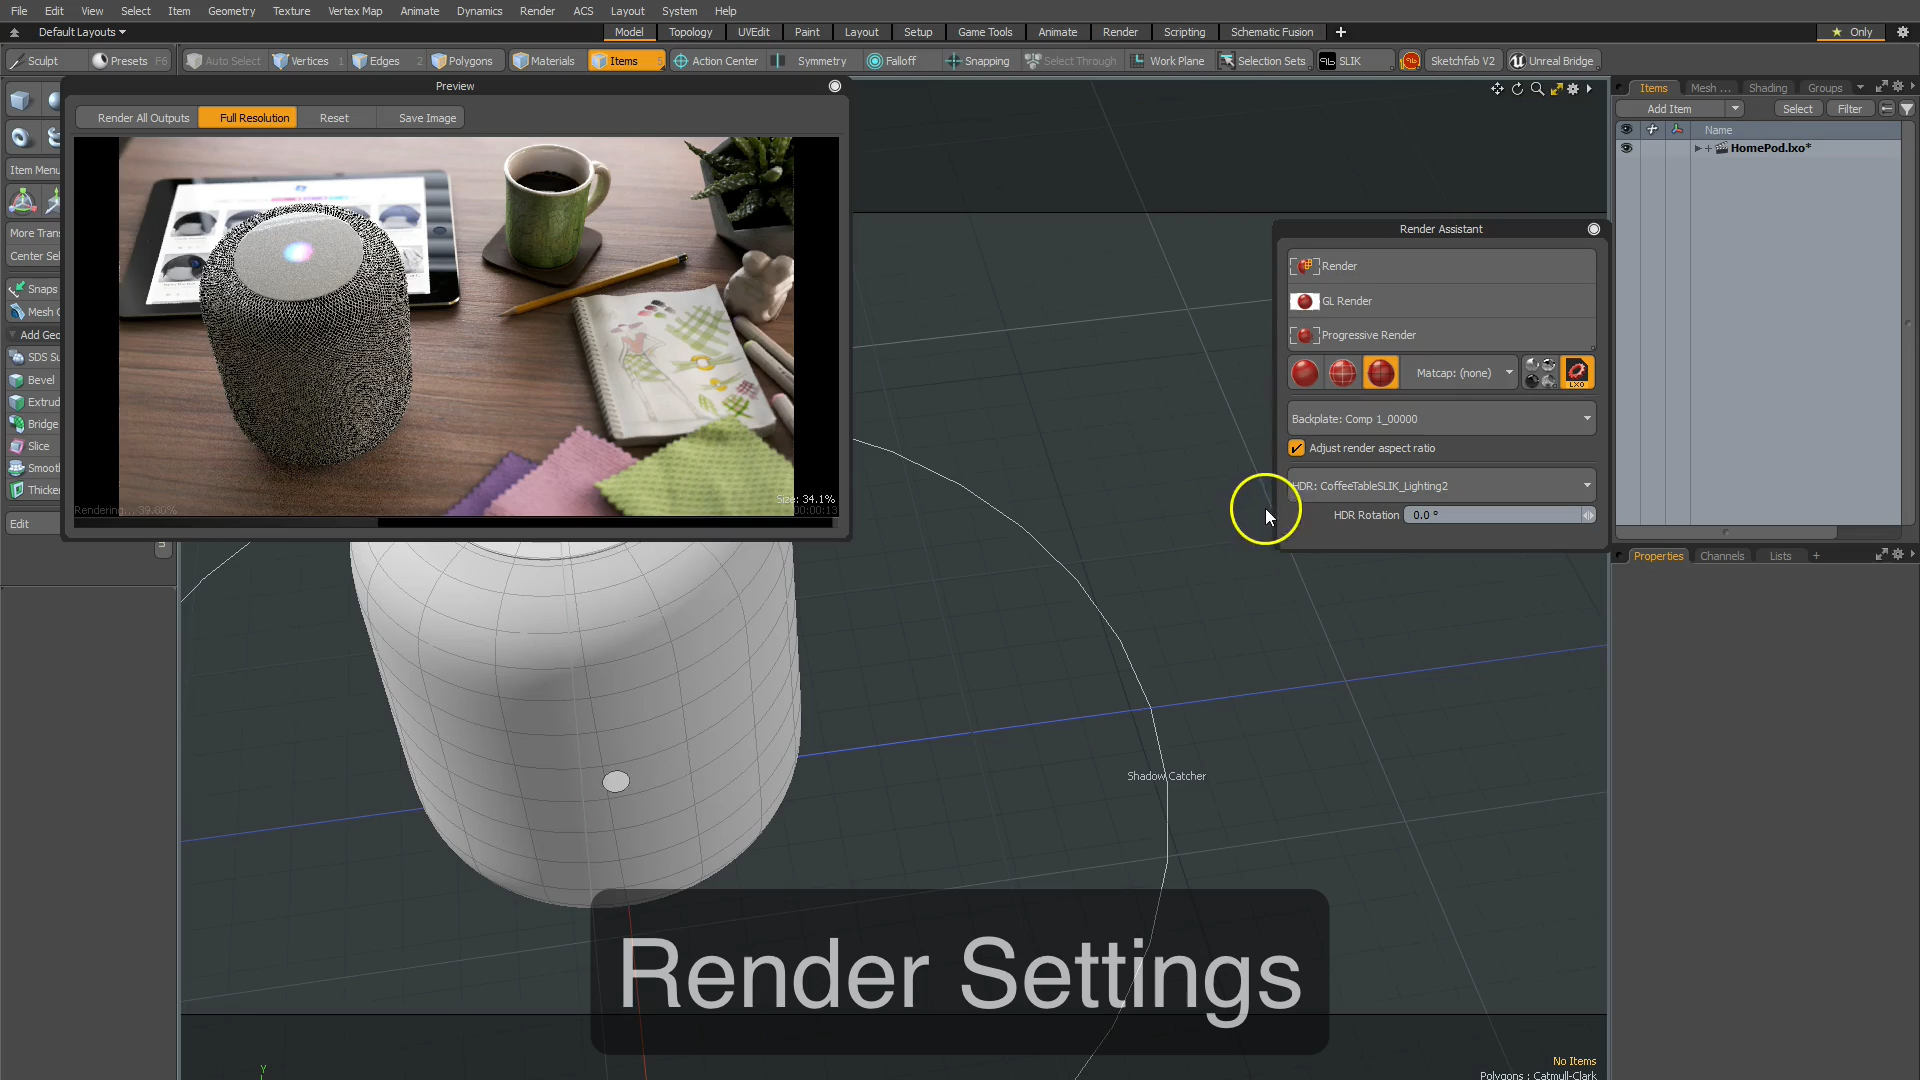 File Edit View Select Item Geometry Texture Vertex Map Animate Dynamics Render ACS Layout System Help
Default Layouts Model Topology UVEdit Paint Layout Setup Game Tools Animate Render Scripting Schematic Fusion + Only
Sculpt Presets F6 Auto Select Vertices 1 Edges 2 Polygons Materials Items 5 Action Center Symmetry Falloff Snapping Select Through Work Plane Selection Sets SLIK Sketchfab V2 Unreal Bridge
Preview
Render All Outputs Full Resolution Reset Save Image
Size: 34.1%
Rendering... 39.60% 00:00:13
Item Menu
More Trans
Center Sel
Snaps
Mesh C
Add Geo
SDS Su
Bevel
Extrud
Bridge
Slice
Smooth
Thicken
Edit
Render Assistant
Render
GL Render
Progressive Render
Matcap: (none) LXO
Backplate: Comp 1_00000
Adjust render aspect ratio
HDR: CoffeeTableSLIK_Lighting2
HDR Rotation 0.0 °
Items Mesh ... Shading Groups
Add Item Select Filter
Name
HomePod.lxo*
Properties Channels Lists +
Shadow Catcher
Render Settings
No Items
Polygons : Catmull-Clark
Y